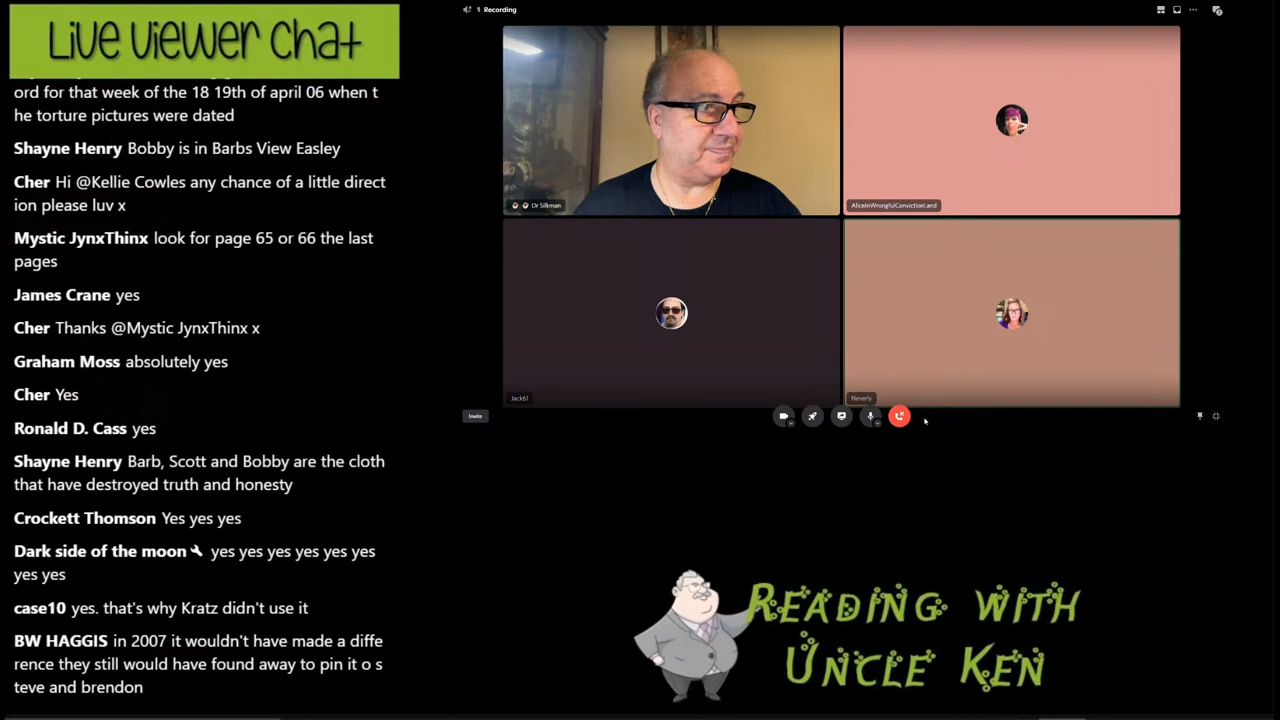 Live Viewer Chat
ord for that week of the 18 19th of april 06 when t
he torture pictures were dated
Shayne Henry Bobby is in Barbs View Easley
Cher Hi @Kellie Cowles any chance of a little direct
ion please luv x
Mystic JynxThinx look for page 65 or 66 the last
pages
James Crane yes
Cher Thanks @Mystic JynxThinx x
Graham Moss absolutely yes
Cher Yes
Ronald D. Cass yes
Shayne Henry Barb, Scott and Bobby are the cloth
that have destroyed truth and honesty
Crockett Thomson Yes yes yes
Dark side of the moon yes yes yes yes yes yes
yes yes
case10 yes. that's why Kratz didn't use it
BW HAGGIS in 2007 it wouldn't have made a diffe
rence they still would have found away to pin it o s
teve and brendon
Recording
Dr Silkman
AliceInWrongfulConvictionLand
Jack61
Neverly
Invite
Reading with
Uncle Ken